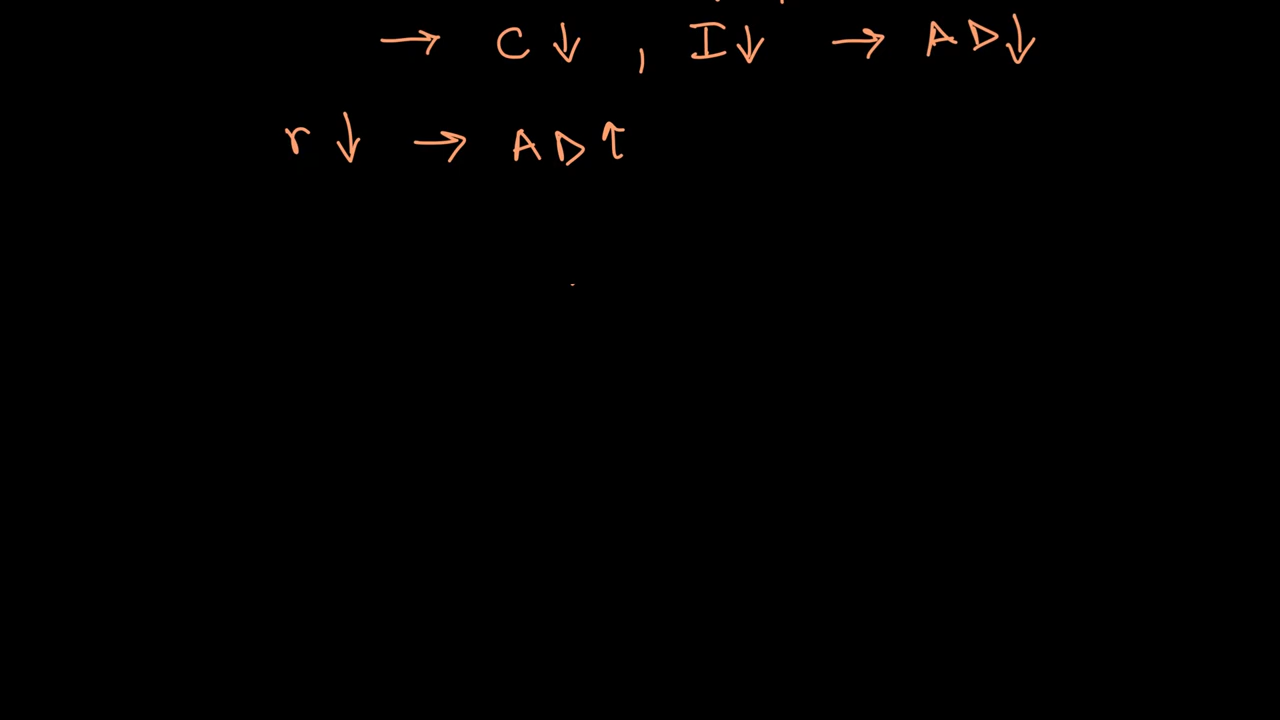 → C ↓ , I ↓ → AD ↓
r ↓ → AD ↑